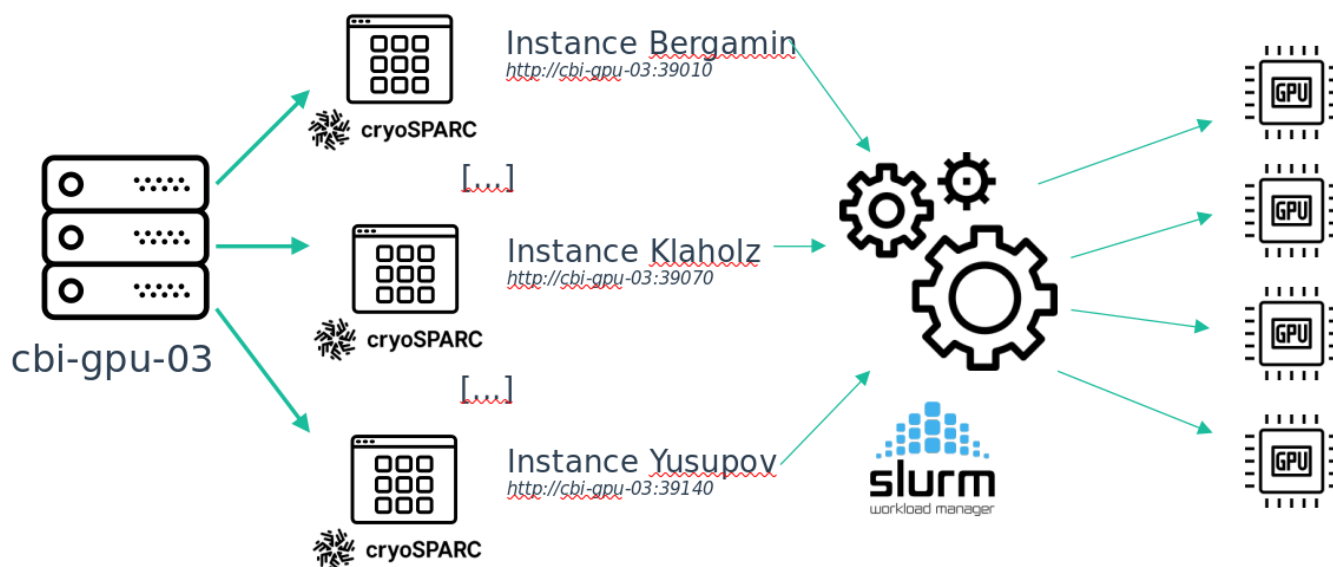 Instance Bergamin
http://cbi-gpu-03:39010
cryoSPARC
[...]
Instance Klaholz
http://cbi-gpu-03:39070
cryoSPARC
cbi-gpu-03
[...]
Instance Yusupov
http://cbi-gpu-03:39140
cryoSPARC
slurm
workload manager
GPU
GPU
GPU
GPU